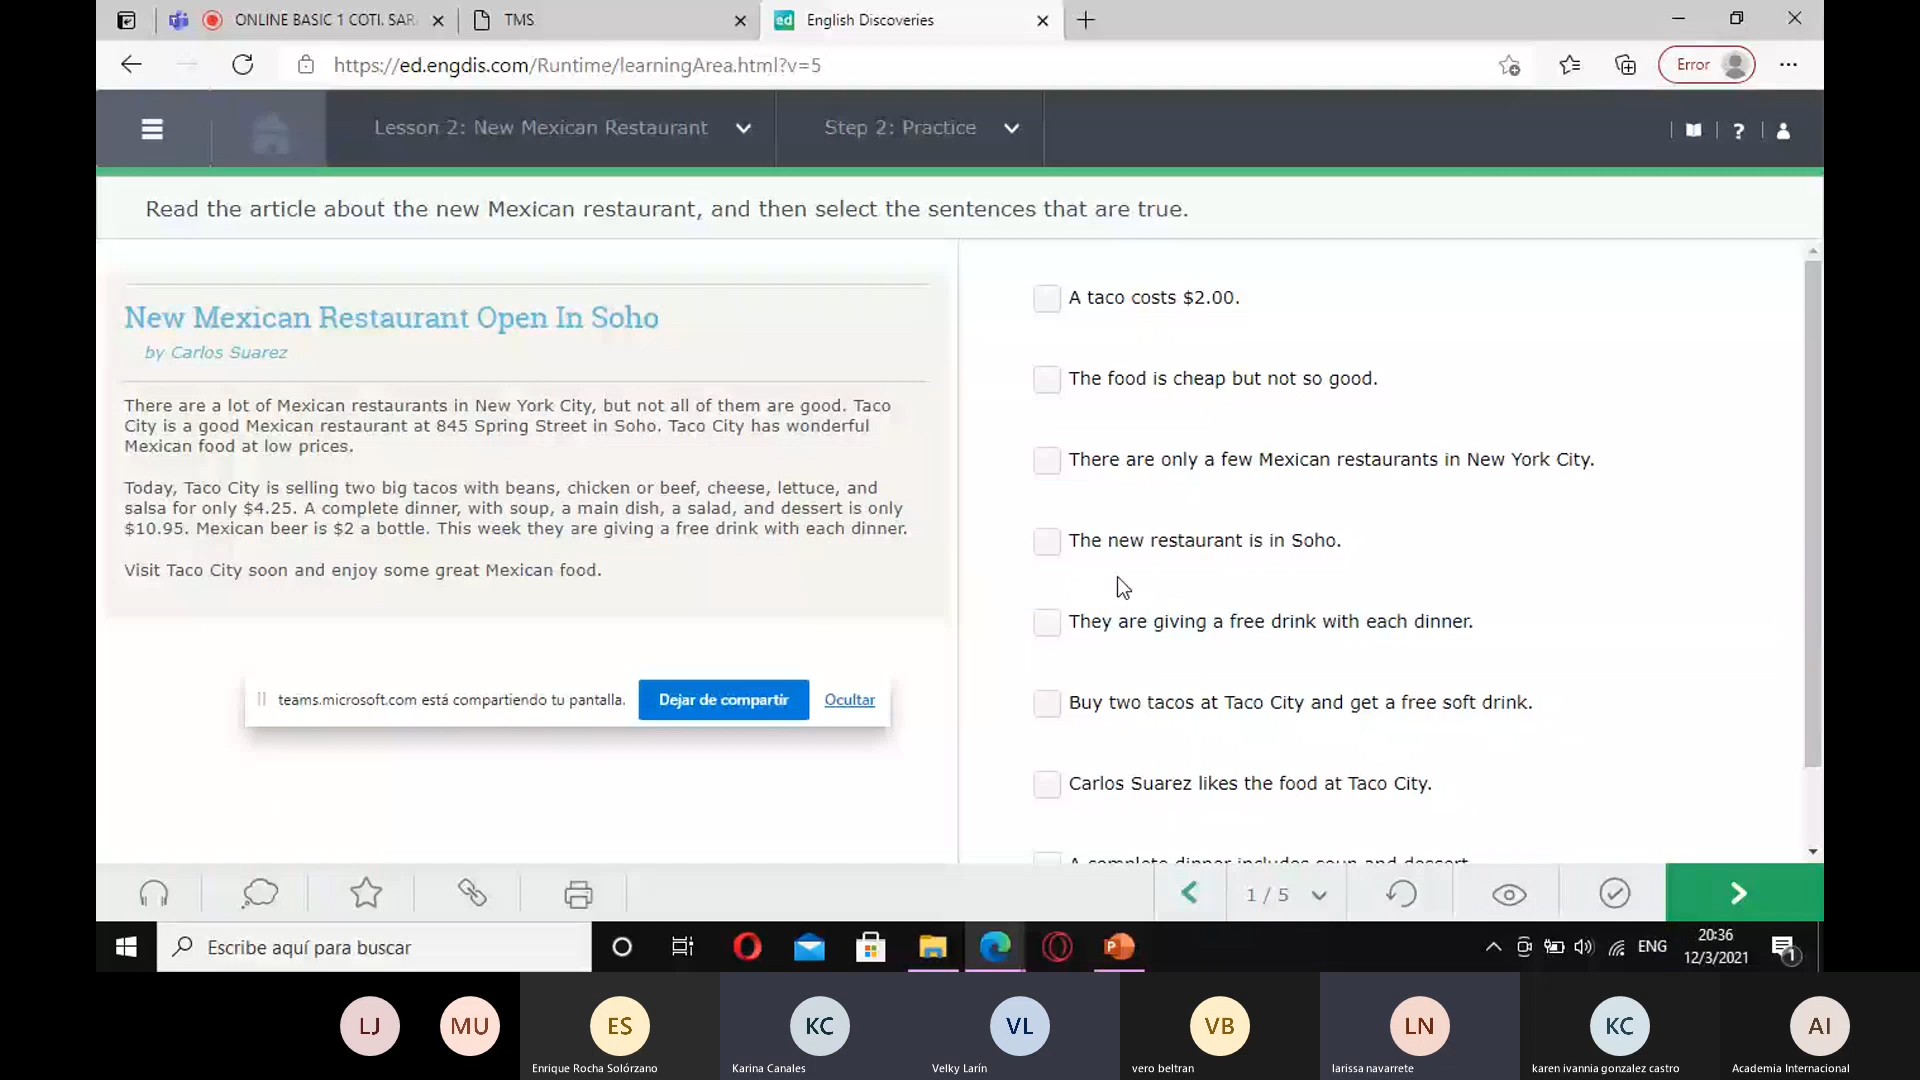 ONLINE BASIC 1 COTI. SAR
TMS
ed
English Discoveries
https://ed.engdis.com/Runtime/learningArea.html?v=5
Error
Lesson 2: New Mexican Restaurant
Step 2: Practice
?
Read the article about the new Mexican restaurant, and then select the sentences that are true.
New Mexican Restaurant Open In Soho
by Carlos Suarez
There are a lot of Mexican restaurants in New York City, but not all of them are good. Taco
City is a good Mexican restaurant at 845 Spring Street in Soho. Taco City has wonderful
Mexican food at low prices.
Today, Taco City is selling two big tacos with beans, chicken or beef, cheese, lettuce, and
salsa for only $4.25. A complete dinner, with soup, a main dish, a salad, and dessert is only
$10.95. Mexican beer is $2 a bottle. This week they are giving a free drink with each dinner.
Visit Taco City soon and enjoy some great Mexican food.
teams.microsoft.com está compartiendo tu pantalla.
Dejar de compartir
Ocultar
A taco costs $2.00.
The food is cheap but not so good.
There are only a few Mexican restaurants in New York City.
The new restaurant is in Soho.
They are giving a free drink with each dinner.
Buy two tacos at Taco City and get a free soft drink.
Carlos Suarez likes the food at Taco City.
A complete dinner includes soup and dessert.
1 / 5
Escribe aquí para buscar
ENG
20:36
12/3/2021
1
LJ
MU
ES
KC
VL
VB
LN
KC
AI
Enrique Rocha Solórzano
Karina Canales
Velky Larín
vero beltran
larissa navarrete
karen ivannia gonzalez castro
Academia Internacional